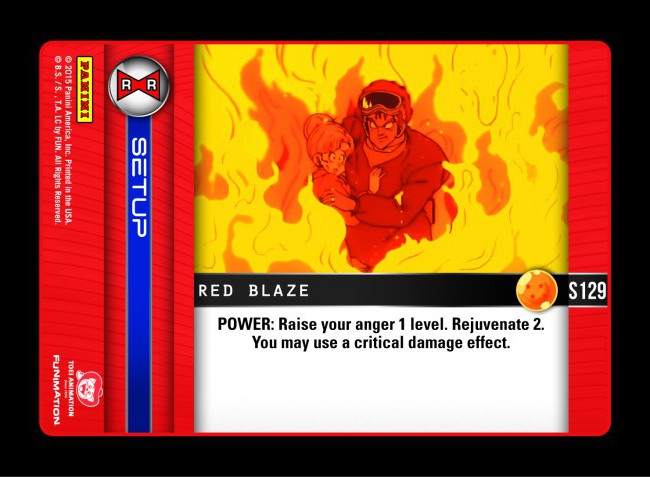 RED BLAZE
S129
POWER: Raise your anger 1 level. Rejuvenate 2.
You may use a critical damage effect.
R R
SETUP
PANINI
© 2015 Panini America, Inc. Printed in the USA.
© B.S./ S., T.A. LC by FUN. All Rights Reserved.
TOEI ANIMATION
FUNIMATION